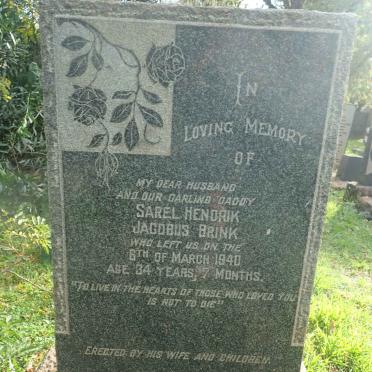 IN
LOVING MEMORY
OF
MY DEAR HUSBAND
AND OUR DARLING DADDY
SAREL HENDRIK
JACOBUS BRINK
WHO LEFT US ON THE
6TH OF MARCH 1940
AGE 34 YEARS, 7 MONTHS.
"TO LIVE IN THE HEARTS OF THOSE WHO LOVED YOU
IS NOT TO DIE"
ERECTED BY HIS WIFE AND CHILDREN.